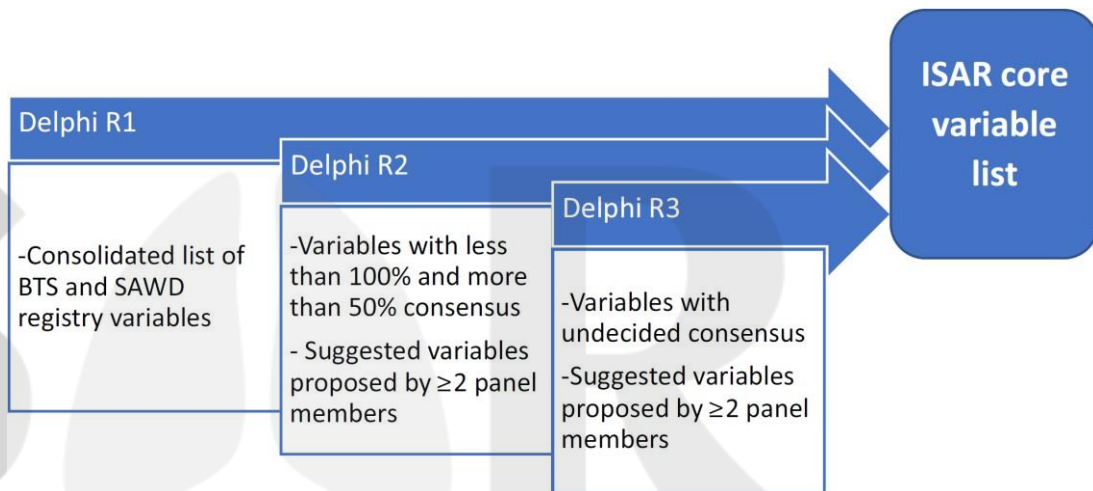 ISAR core
variable
list
Delphi R1
-Consolidated list of
BTS and SAWD
registry variables
Delphi R2
-Variables with less
than 100% and more
than 50% consensus
- Suggested variables
proposed by ≥2 panel
members
Delphi R3
-Variables with
undecided consensus
-Suggested variables
proposed by ≥2 panel
members